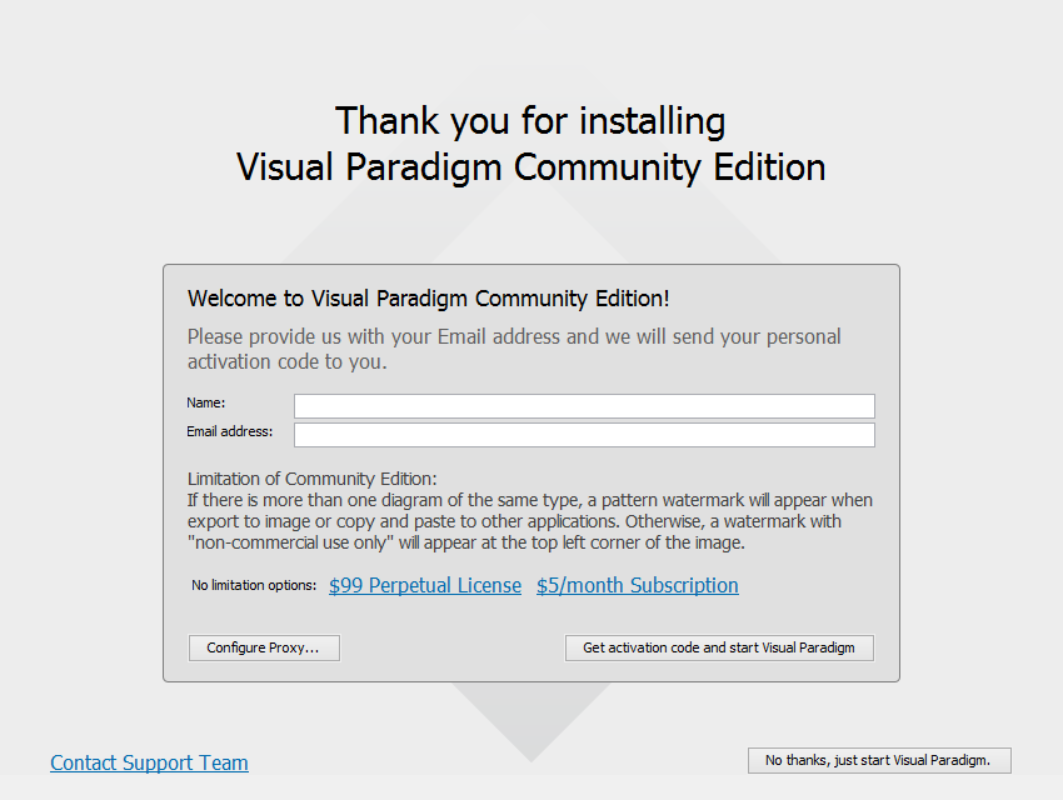 Thank you for installing
Visual Paradigm Community Edition
Welcome to Visual Paradigm Community Edition!
Please provide us with your Email address and we will send your personal
activation code to you.
Name:
Email address:
Limitation of Community Edition:
If there is more than one diagram of the same type, a pattern watermark will appear when
export to image or copy and paste to other applications. Otherwise, a watermark with
"non-commercial use only" will appear at the top left corner of the image.
No limitation options: $99 Perpetual License $5/month Subscription
Configure Proxy... Get activation code and start Visual Paradigm
Contact Support Team No thanks, just start Visual Paradigm.